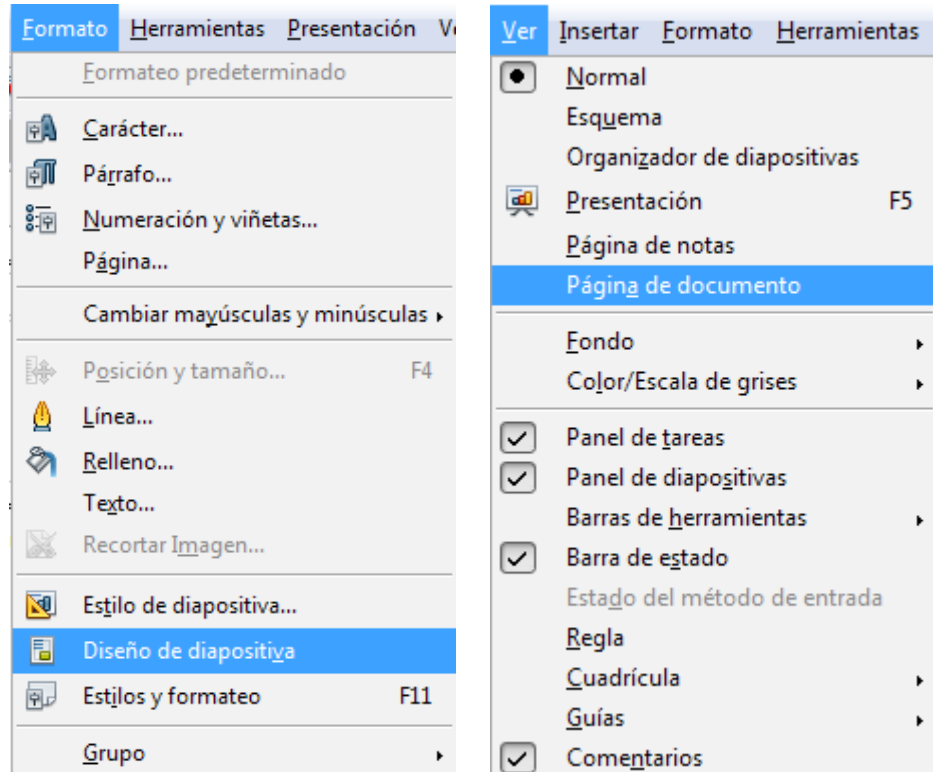 Formato Herramientas Presentación
Formateo predeterminado
Carácter...
Párrafo...
Numeración y viñetas...
Página...
Cambiar mayúsculas y minúsculas
Posición y tamaño... F4
Línea...
Relleno...
Texto...
Recortar Imagen...
Estilo de diapositiva...
Diseño de diapositiva
Estilos y formateo F11
Grupo
Ver Insertar Formato Herramientas
Normal
Esquema
Organizador de diapositivas
Presentación F5
Página de notas
Página de documento
Fondo
Color/Escala de grises
Panel de tareas
Panel de diapositivas
Barras de herramientas
Barra de estado
Estado del método de entrada
Regla
Cuadrícula
Guías
Comentarios